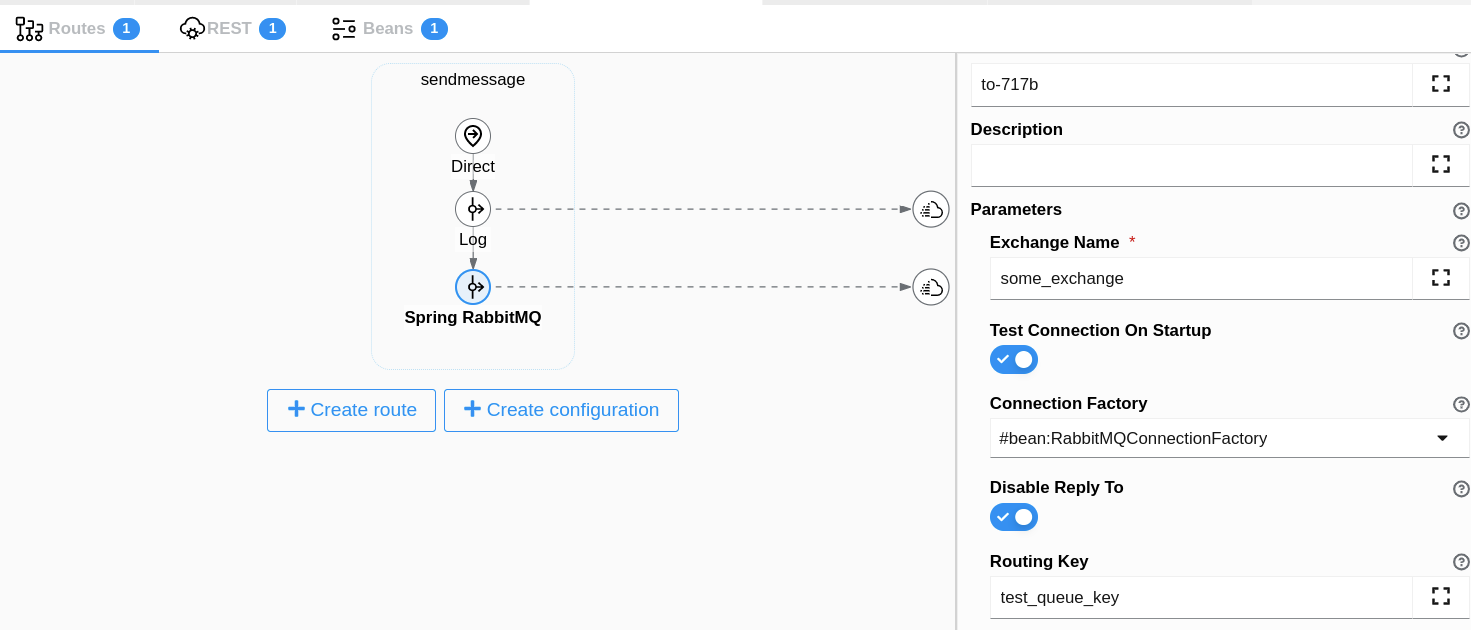 Routes 1 REST 1 Beans 1
sendmessage
Direct
Log
Spring RabbitMQ
+ Create route + Create configuration
to-717b
Description
Parameters
Exchange Name *
some_exchange
Test Connection On Startup
Connection Factory
#bean:RabbitMQConnectionFactory
Disable Reply To
Routing Key
test_queue_key